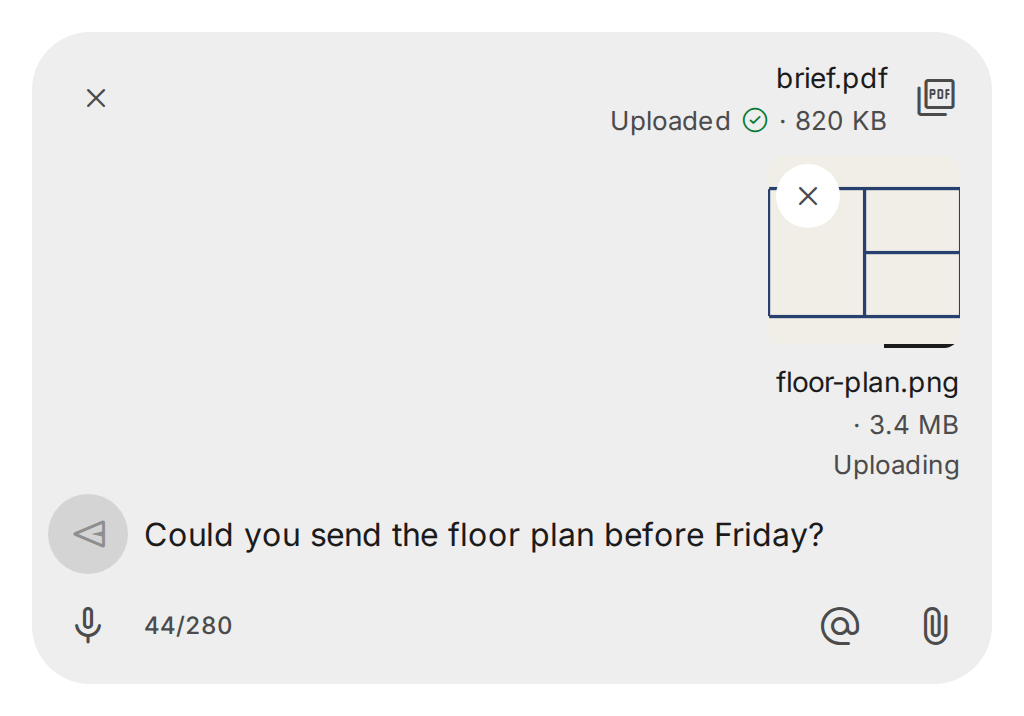 brief.pdf
Uploaded · 820 KB
PDF
floor-plan.png
· 3.4 MB
Uploading
Could you send the floor plan before Friday?
44/280